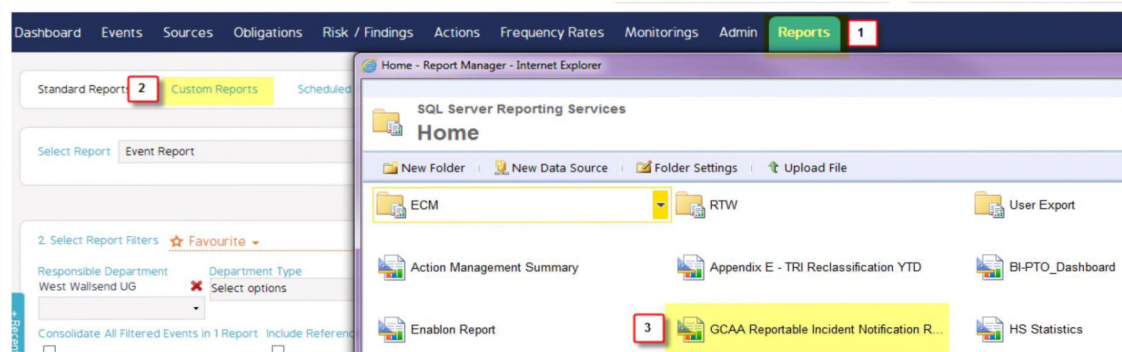 Dashboard Events Sources Obligations Risk / Findings Actions Frequency Rates Monitorings Admin Reports 1
Home - Report Manager - Internet Explorer
Standard Report 2 Custom Reports Scheduled
SQL Server Reporting Services
Home
Select Report Event Report
New Folder New Data Source Folder Settings Upload File
ECM RTW User Export
2. Select Report Filters Favourite
Action Management Summary Appendix E - TRI Reclassification YTD BI-PTO_Dashboard
Responsible Department Department Type
West Wallsend UG Select options
Enablon Report 3 GCAA Reportable Incident Notification R... HS Statistics
Consolidate All Filtered Events in 1 Report Include Referenc
+ Recen